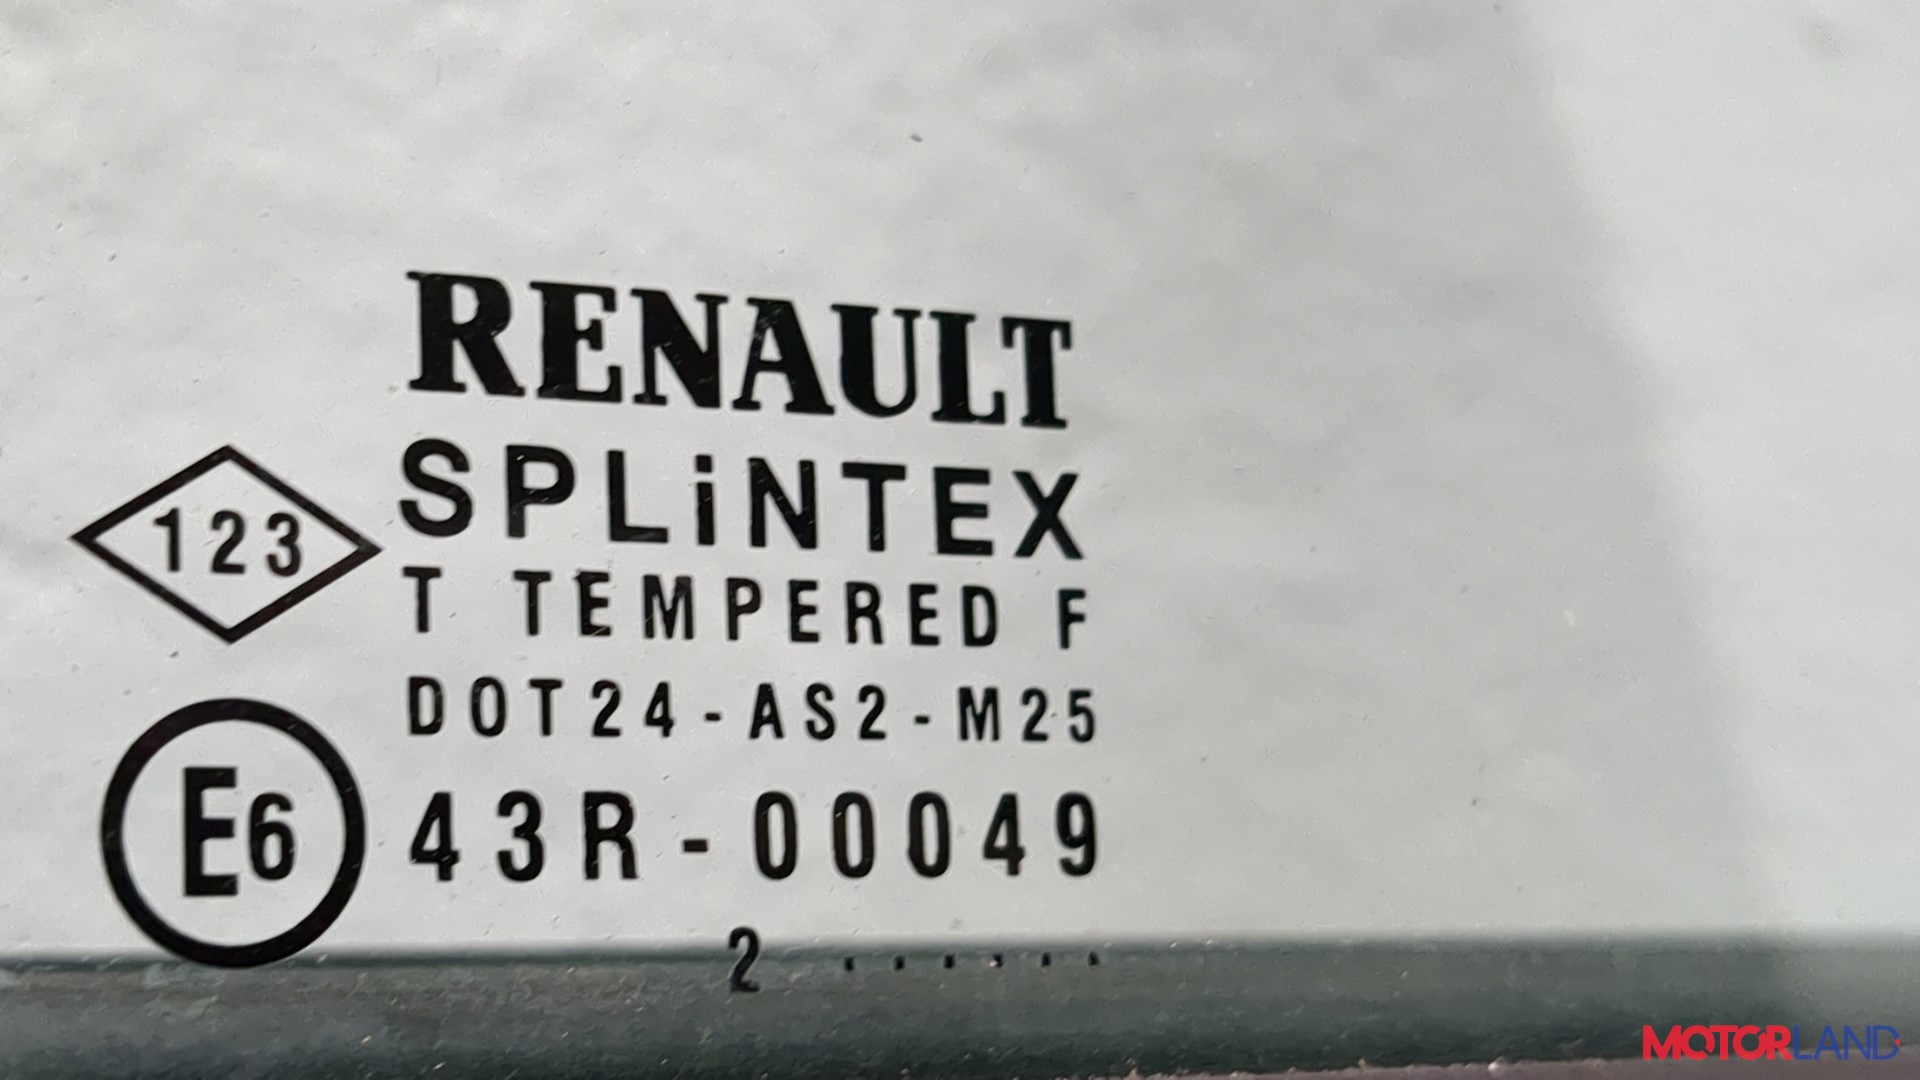 RENAULT
SPLiNTEX
123
T TEMPERED F
DOT24-AS2-M25
E6
43R-00049
2 ......
MOTORLAND